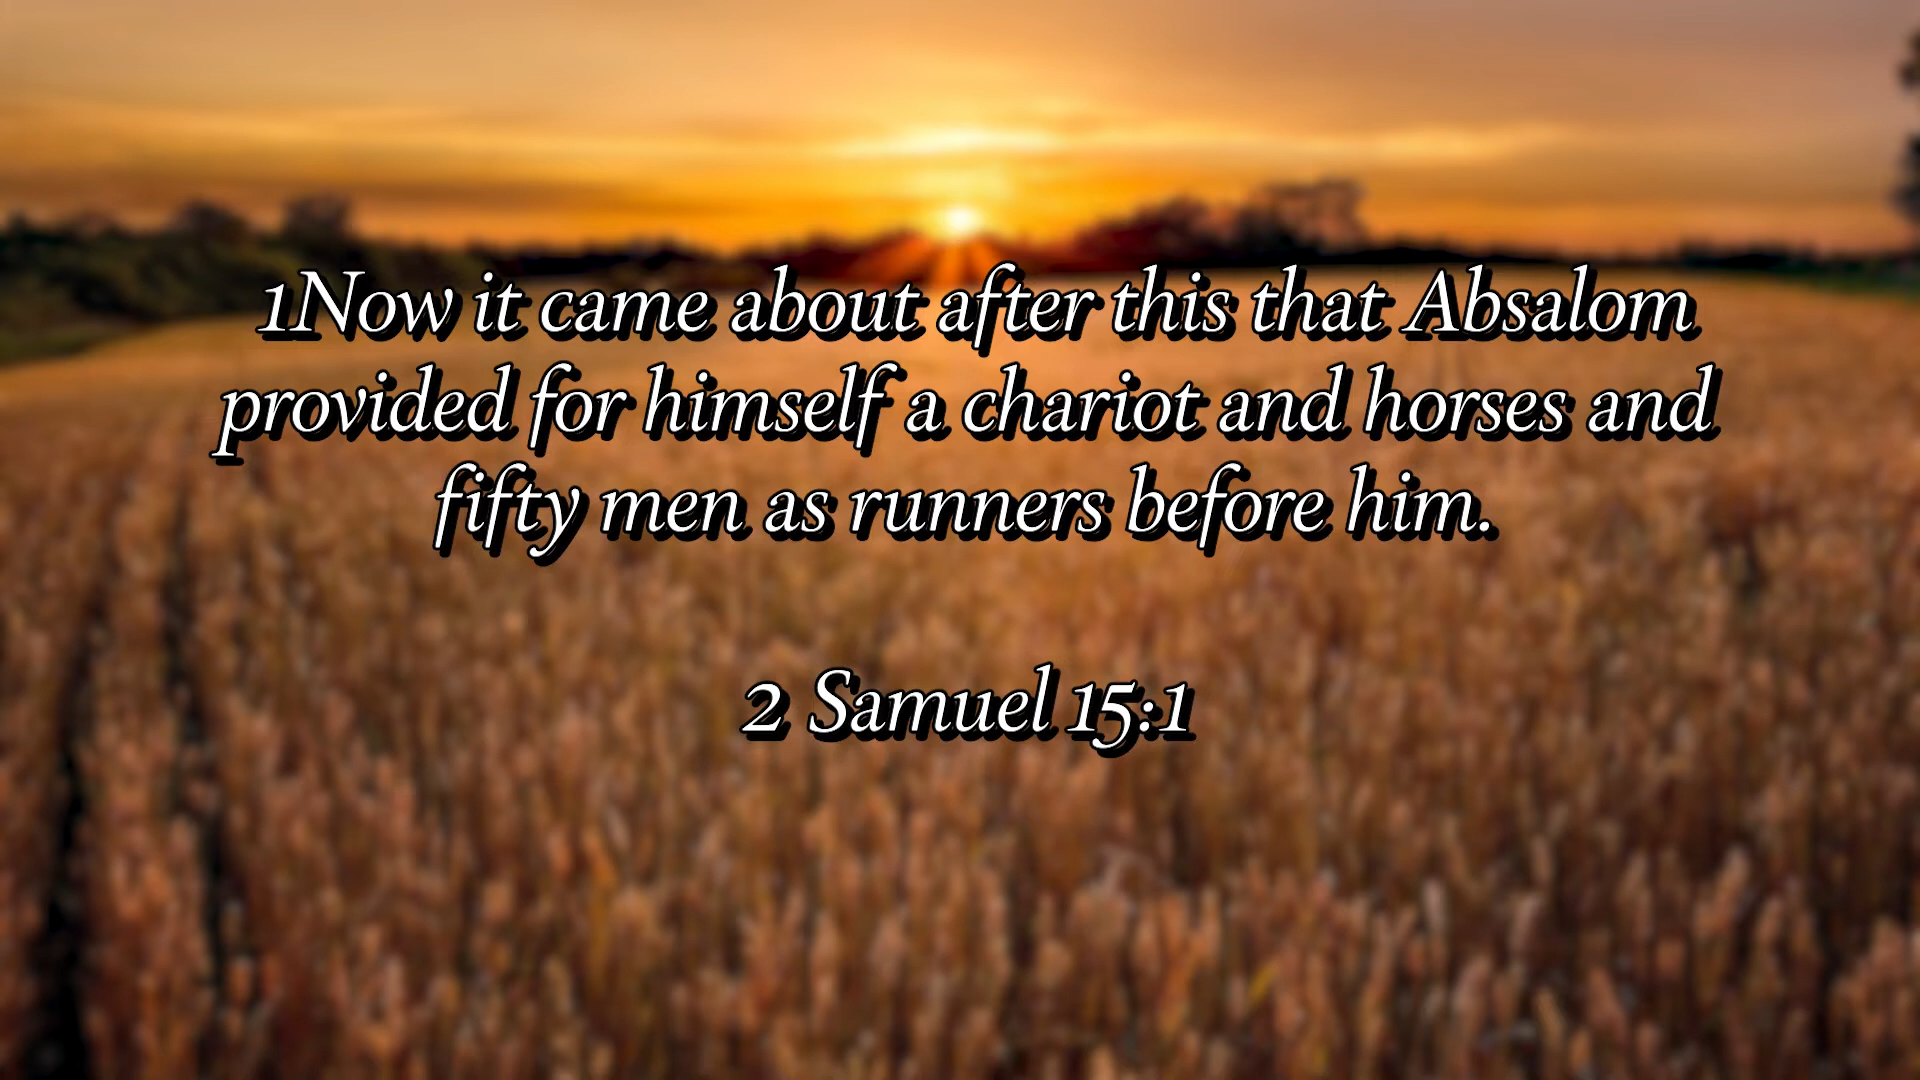 1Now it came about after this that Absalom
provided for himself a chariot and horses and
fifty men as runners before him.
2 Samuel 15:1